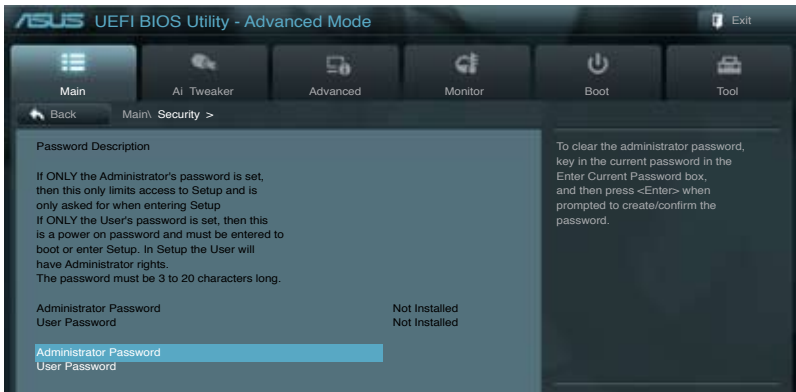 ASUS UEFI BIOS Utility - Advanced Mode
Exit
Main
Ai Tweaker
Advanced
Monitor
Boot
Tool
Back
Main\ Security >
Password Description
If ONLY the Administrator's password is set,
then this only limits access to Setup and is
only asked for when entering Setup
If ONLY the User's password is set, then this
is a power on password and must be entered to
boot or enter Setup. In Setup the User will
have Administrator rights.
The password must be 3 to 20 characters long.
Administrator Password Not Installed
User Password Not Installed
Administrator Password
User Password
To clear the administrator password,
key in the current password in the
Enter Current Password box,
and then press <Enter> when
prompted to create/confirm the
password.